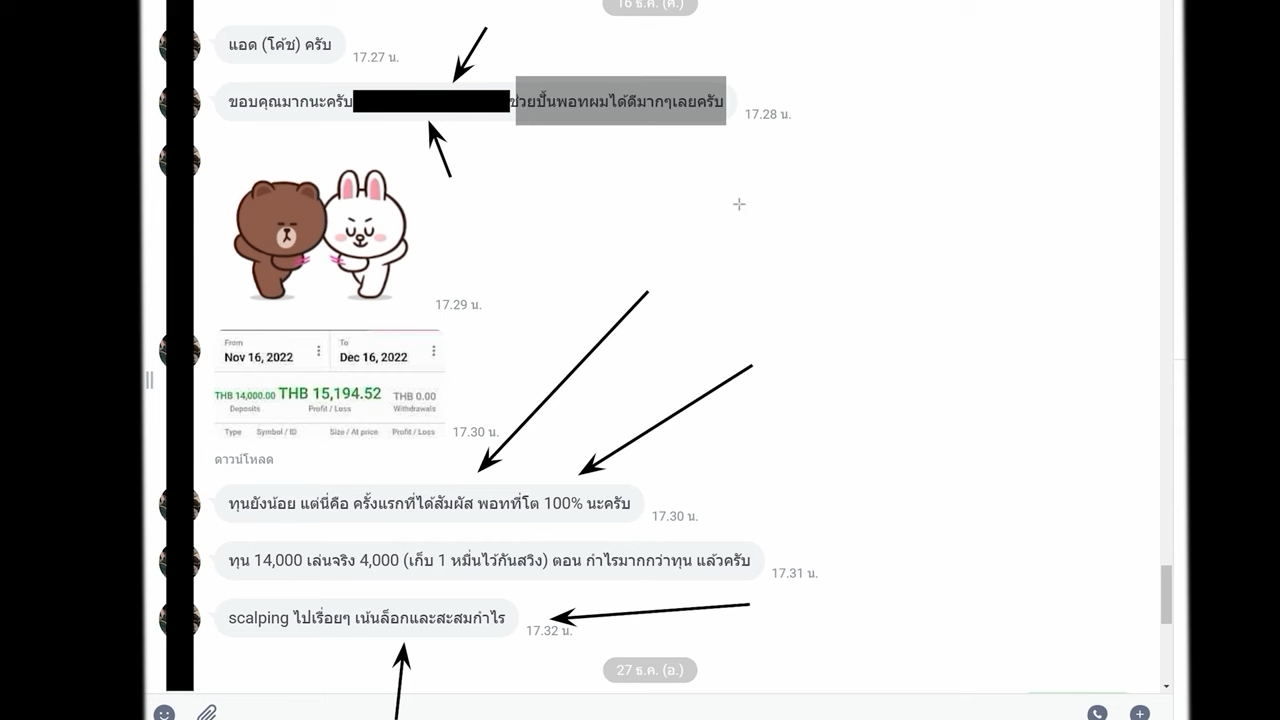 16 ธ.ค. (ศ.)
แอด (โค้ช) ครับ
17.27 น.
ขอบคุณมากนะครับ ช่วยปั้นพอทผมได้ดีมากๆเลยครับ
17.28 น.
17.29 น.
From To
Nov 16, 2022 Dec 16, 2022
THB 14,000.00 THB 15,194.52 THB 0.00
Deposits Profit / Loss Withdrawals
Type Symbol / ID Size / At price Profit / Loss
17.30 น.
ดาวน์โหลด
ทุนยังน้อย แต่นี่คือ ครั้งแรกที่ได้สัมผัส พอทที่โต 100% นะครับ
17.30 น.
ทุน 14,000 เล่นจริง 4,000 (เก็บ 1 หมื่นไว้กันสวิง) ตอน กำไรมากกว่าทุน แล้วครับ
17.31 น.
scalping ไปเรื่อยๆ เน้นล็อกและสะสมกำไร
17.32 น.
27 ธ.ค. (อ.)